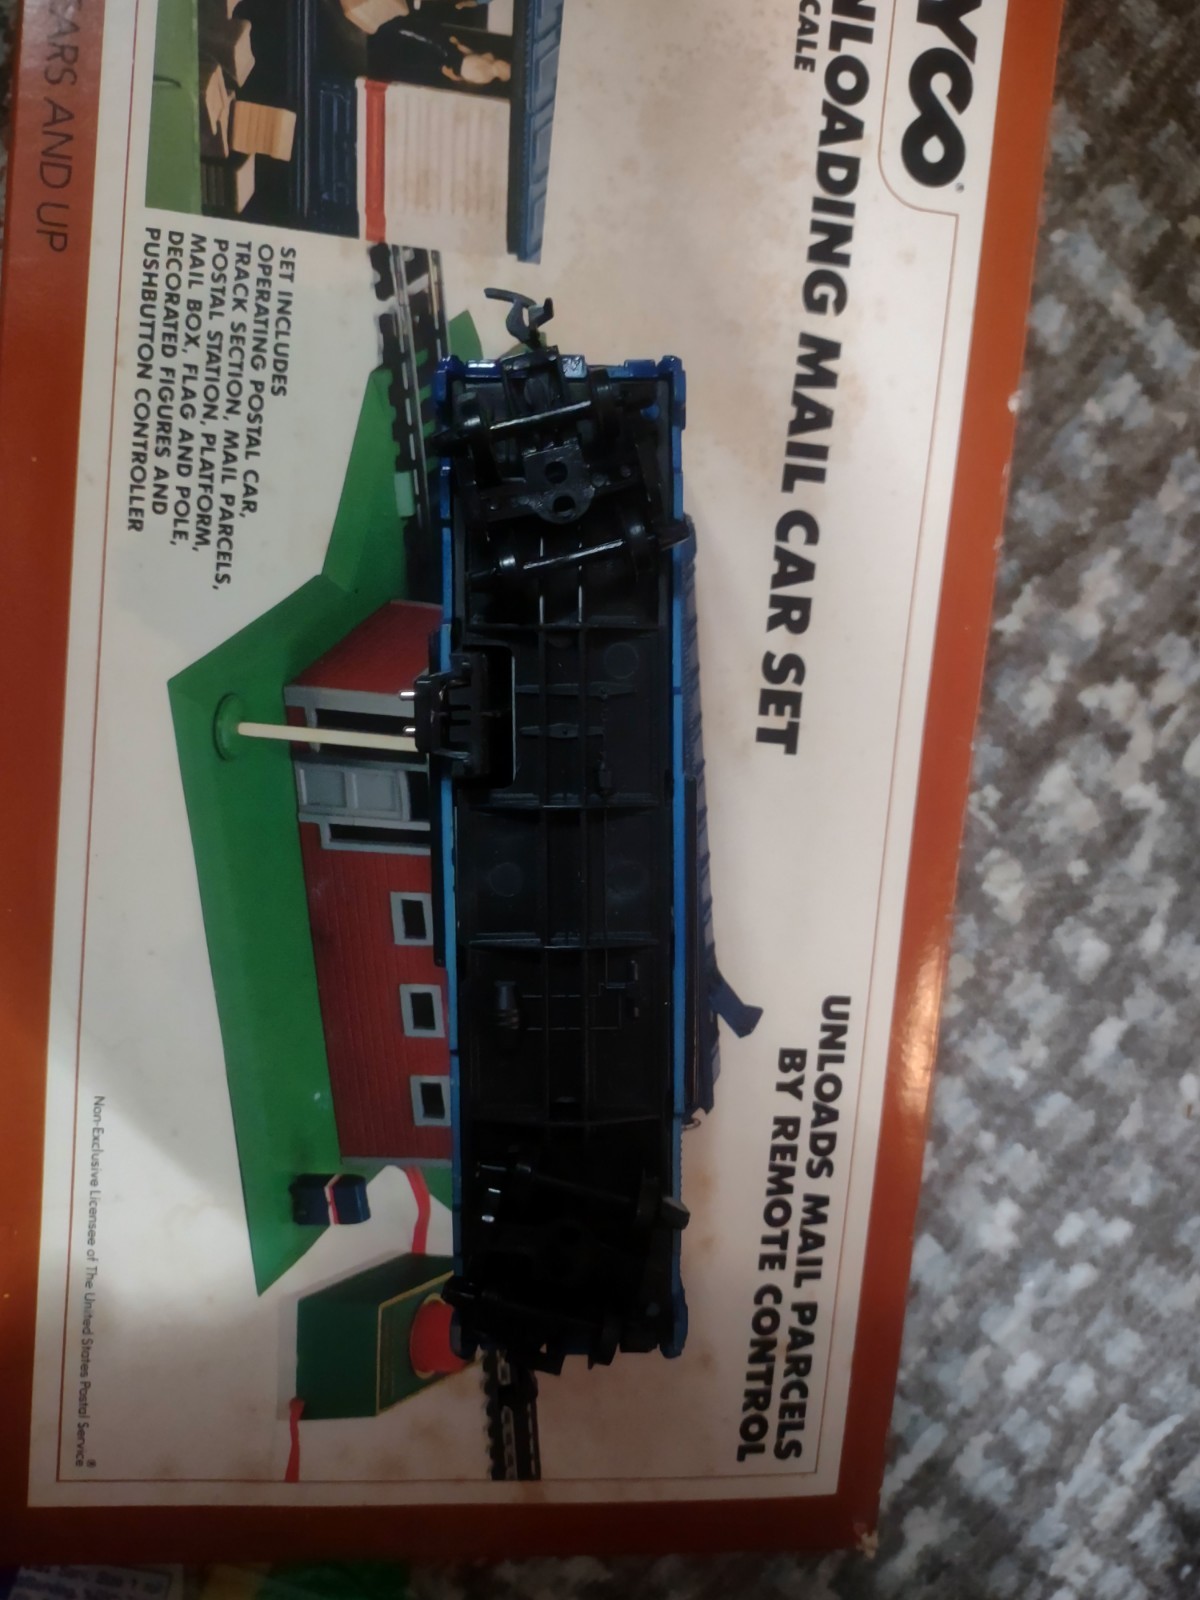 YCO®
NLOADING MAIL CAR SET
CALE
UNLOADS MAIL PARCELS
BY REMOTE CONTROL
SET INCLUDES
OPERATING POSTAL CAR,
TRACK SECTION, MAIL PARCELS,
POSTAL STATION, PLATFORM,
MAIL BOX, FLAG AND POLE,
DECORATED FIGURES AND
PUSHBUTTON CONTROLLER
Non-Exclusive Licensee of The United States Postal Service®
EARS AND UP